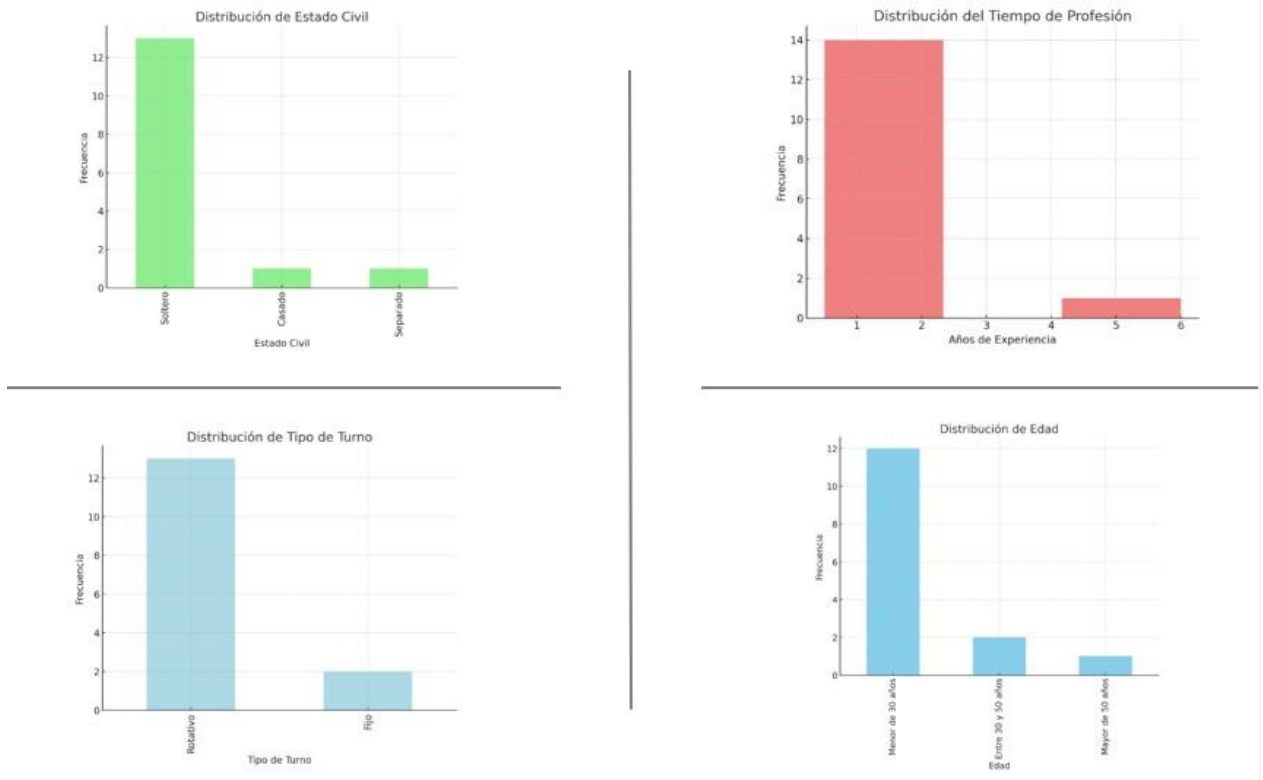 Distribución de Estado Civil
12
10
8
6
4
2
0
Frecuencia
Soltero
Casado
Separado
Estado Civil
Distribución del Tiempo de Profesión
14
12
10
8
6
4
2
0
Frecuencia
1 2 3 4 5 6
Años de Experiencia
Distribución de Tipo de Turno
12
10
8
6
4
2
0
Frecuencia
Rotativo
Fijo
Tipo de Turno
Distribución de Edad
12
10
8
6
4
2
0
Frecuencia
Menor de 30 años
Entre 30 y 50 años
Mayor de 50 años
Edad